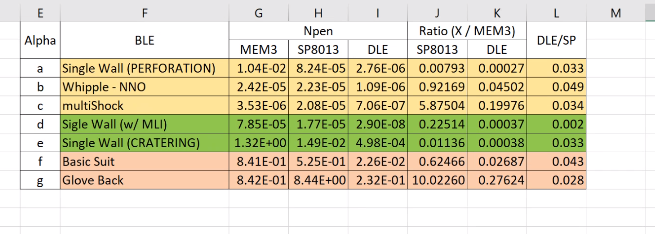 E F G H I J K L M
Alpha BLE Npen Ratio (X / MEM3) DLE/SP
MEM3 SP8013 DLE SP8013 DLE
a Single Wall (PERFORATION) 1.04E-02 8.24E-05 2.76E-06 0.00793 0.00027 0.033
b Whipple - NNO 2.42E-05 2.23E-05 1.09E-06 0.92169 0.04502 0.049
c multiShock 3.53E-06 2.08E-05 7.06E-07 5.87504 0.19976 0.034
d Sigle Wall (w/ MLI) 7.85E-05 1.77E-05 2.90E-08 0.22514 0.00037 0.002
e Single Wall (CRATERING) 1.32E+00 1.49E-02 4.98E-04 0.01136 0.00038 0.033
f Basic Suit 8.41E-01 5.25E-01 2.26E-02 0.62466 0.02687 0.043
g Glove Back 8.42E-01 8.44E+00 2.32E-01 10.02260 0.27624 0.028